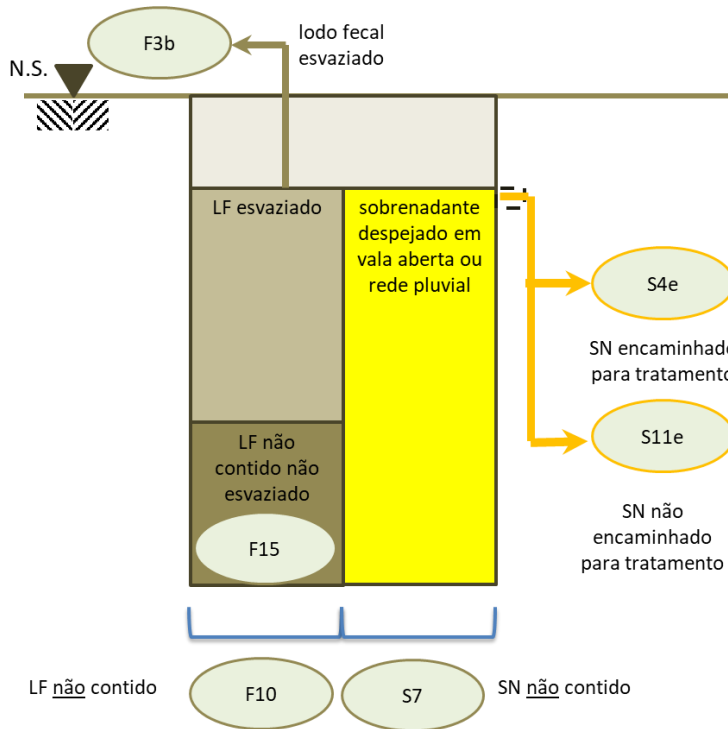 F3b
lodo fecal
esvaziado
N.S.
LF esvaziado
sobrenadante
despejado em
vala aberta ou
rede pluvial
S4e
SN encaminhado
para tratamento
LF não
contido não
esvaziado
F15
S11e
SN não
encaminhado
para tratamento
LF não contido
F10
S7
SN não contido